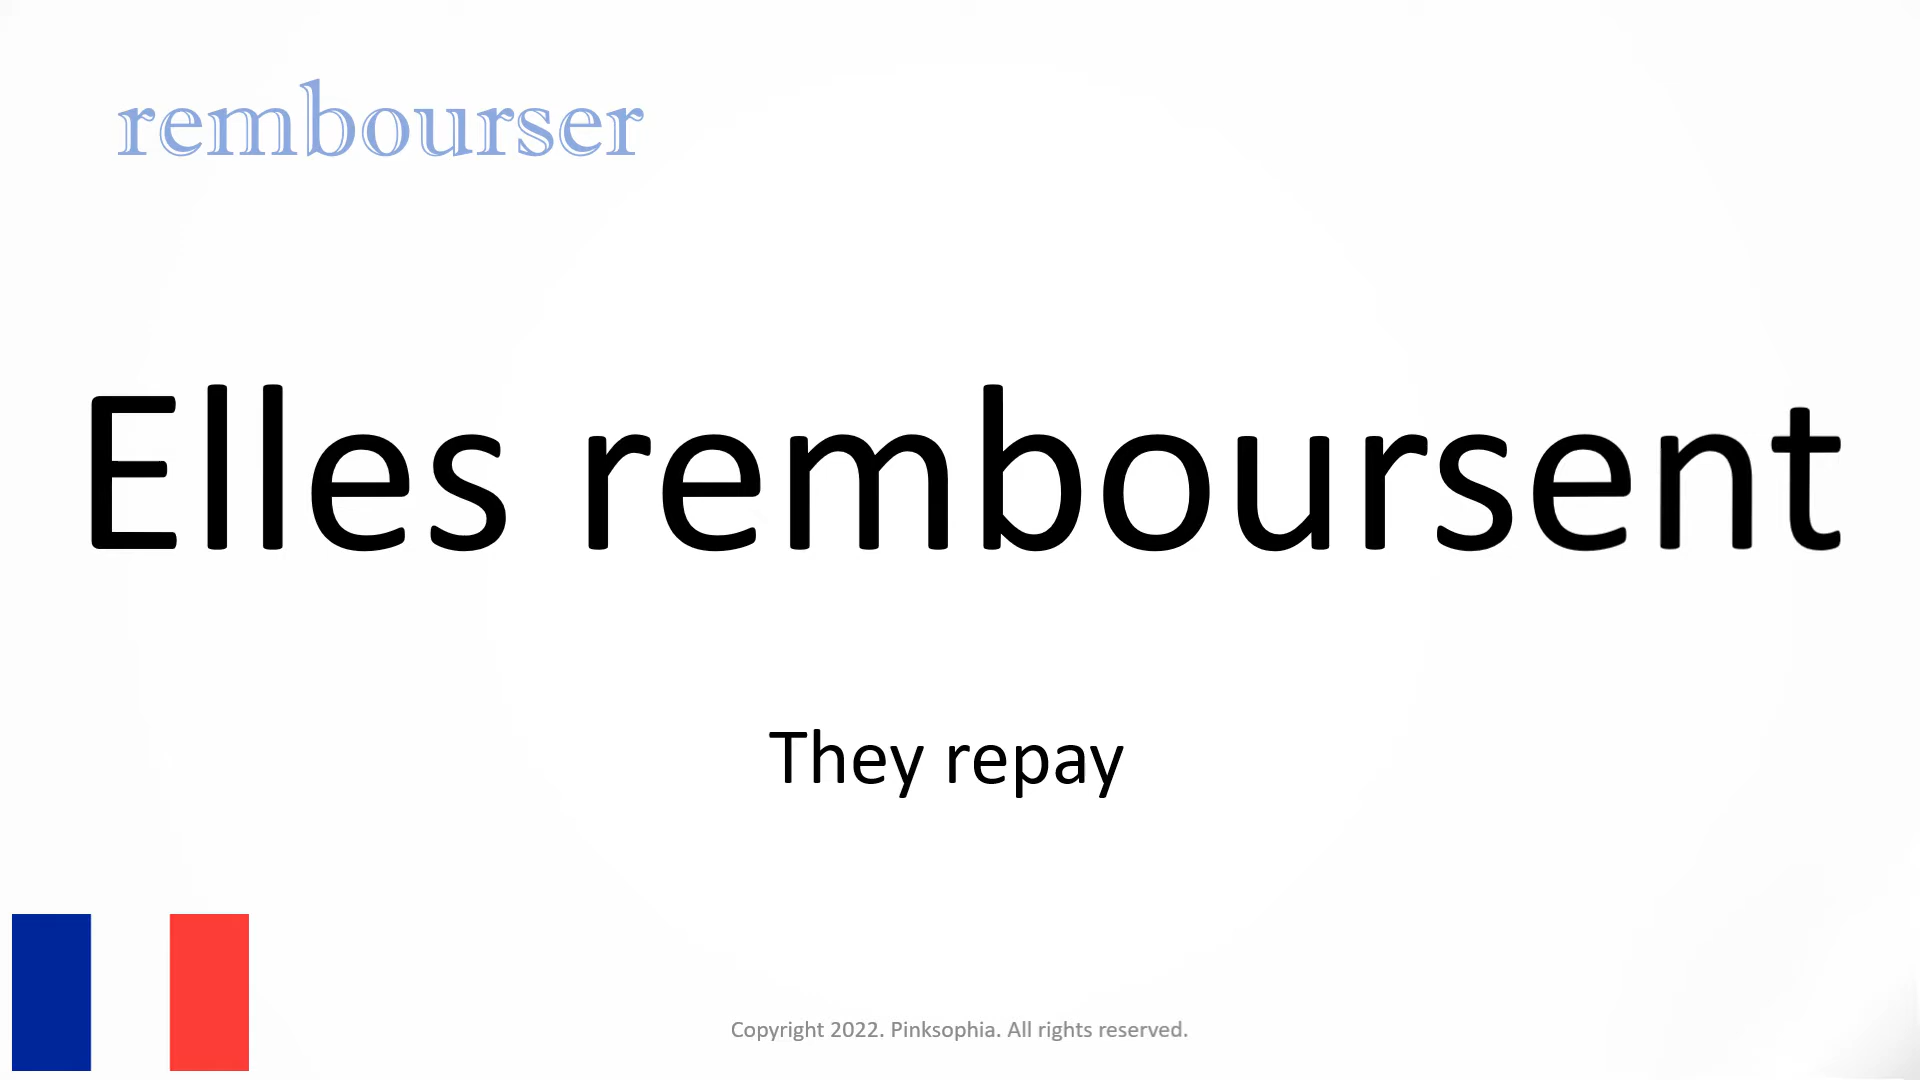 rembourser
Elles remboursent
They repay
Copyright 2022. Pinksophia. All rights reserved.